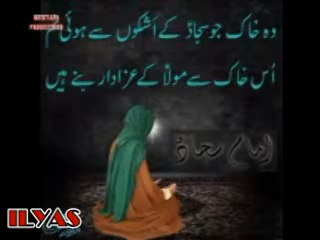 وہ خاک جو سجادؑ کے اشکوں سے ہوئی نم
اُس خاک سے مولاؑ کے عزادار بنے ہیں
امام سجادؑ
ILYAS